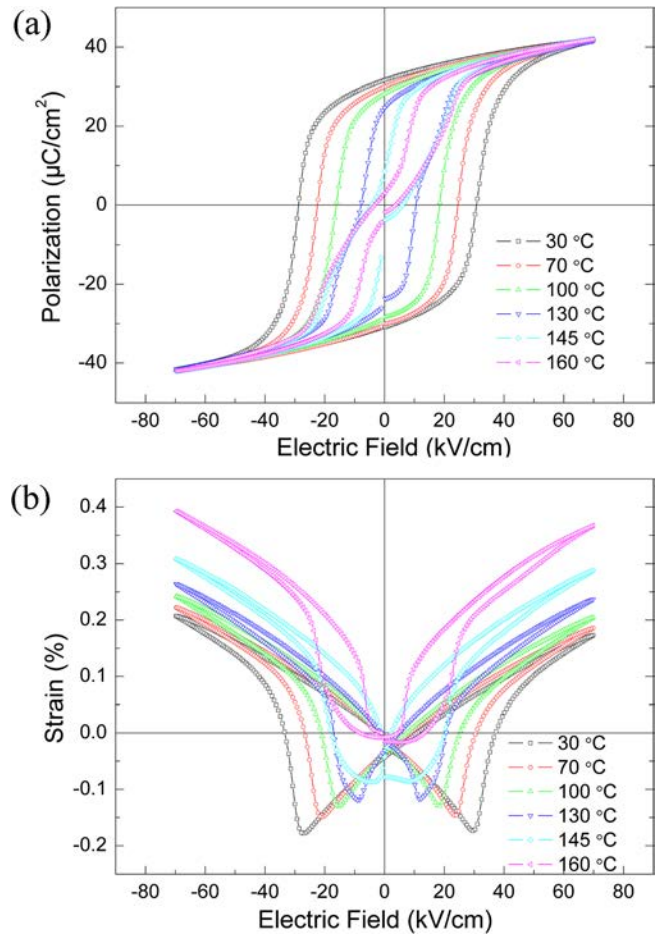 (a)
Polarization (µC/cm²)
40
20
0
-20
-40
30 °C
70 °C
100 °C
130 °C
145 °C
160 °C
-80 -60 -40 -20 0 20 40 60 80
Electric Field (kV/cm)
(b)
Strain (%)
0.4
0.3
0.2
0.1
0.0
-0.1
-0.2
30 °C
70 °C
100 °C
130 °C
145 °C
160 °C
-80 -60 -40 -20 0 20 40 60 80
Electric Field (kV/cm)